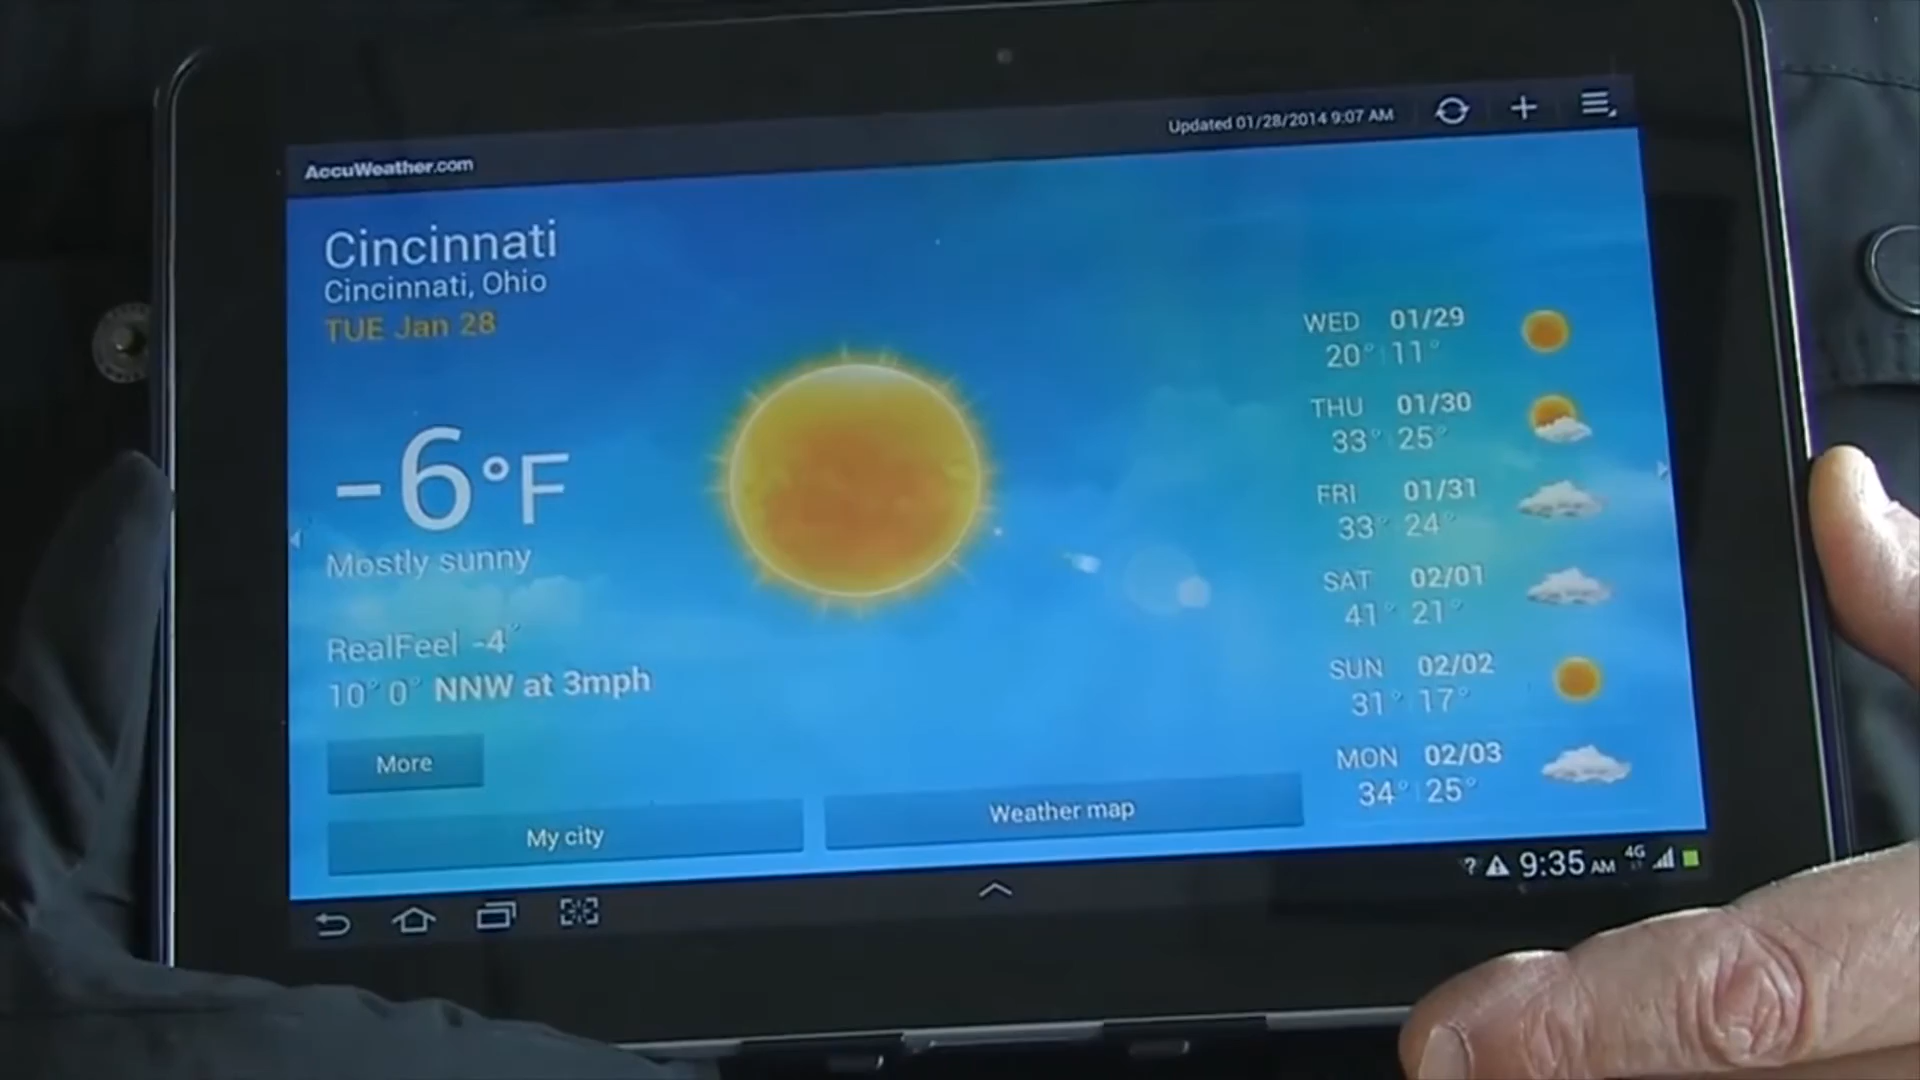 Updated 01/28/2014 9:07 AM
AccuWeather.com
Cincinnati
Cincinnati, Ohio
TUE Jan 28
-6°F
Mostly sunny
RealFeel -4°
10° 0° NNW at 3mph
More
My city
Weather map
WED 01/29
20° 11°
THU 01/30
33° 25°
FRI 01/31
33° 24°
SAT 02/01
41° 21°
SUN 02/02
31° 17°
MON 02/03
34° 25°
? 9:35 AM 4G